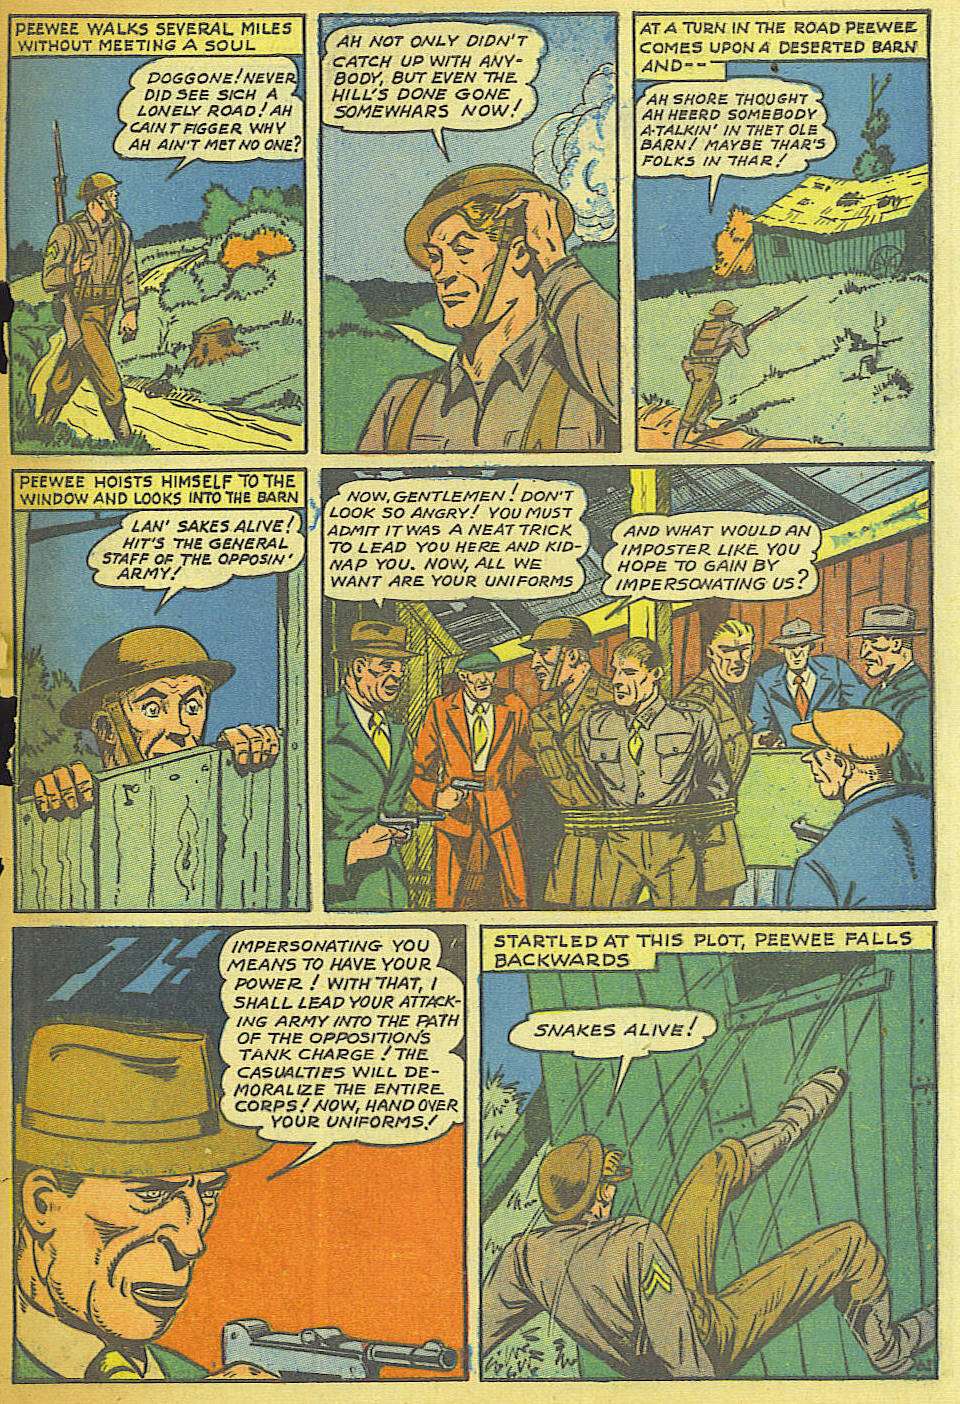 PEEWEE WALKS SEVERAL MILES
WITHOUT MEETING A SOUL
DOGGONE! NEVER
DID SEE SICH A
LONELY ROAD! AH
CAIN'T FIGGER WHY
AH AIN'T MET NO ONE?
AH NOT ONLY DIDN'T
CATCH UP WITH ANY-
BODY, BUT EVEN THE
HILL'S DONE GONE
SOMEWHARS NOW!
AT A TURN IN THE ROAD PEEWEE
COMES UPON A DESERTED BARN
AND--
AH SHORE THOUGHT
AH HEERD SOMEBODY
A-TALKIN' IN THET OLE
BARN! MAYBE THAR'S
FOLKS IN THAR!
PEEWEE HOISTS HIMSELF TO THE
WINDOW AND LOOKS INTO THE BARN
LAN' SAKES ALIVE!
HIT'S THE GENERAL
STAFF OF THE OPPOSIN'
ARMY!
NOW, GENTLEMEN! DON'T
LOOK SO ANGRY! YOU MUST
ADMIT IT WAS A NEAT TRICK
TO LEAD YOU HERE AND KID-
NAP YOU. NOW, ALL WE
WANT ARE YOUR UNIFORMS
AND WHAT WOULD AN
IMPOSTER LIKE YOU
HOPE TO GAIN BY
IMPERSONATING US?
IMPERSONATING YOU
MEANS TO HAVE YOUR
POWER! WITH THAT, I
SHALL LEAD YOUR ATTACK-
ING ARMY INTO THE PATH
OF THE OPPOSITION'S
TANK CHARGE! THE
CASUALTIES WILL DE-
MORALIZE THE ENTIRE
CORPS! NOW, HAND OVER
YOUR UNIFORMS!
STARTLED AT THIS PLOT, PEEWEE FALLS
BACKWARDS
SNAKES ALIVE!